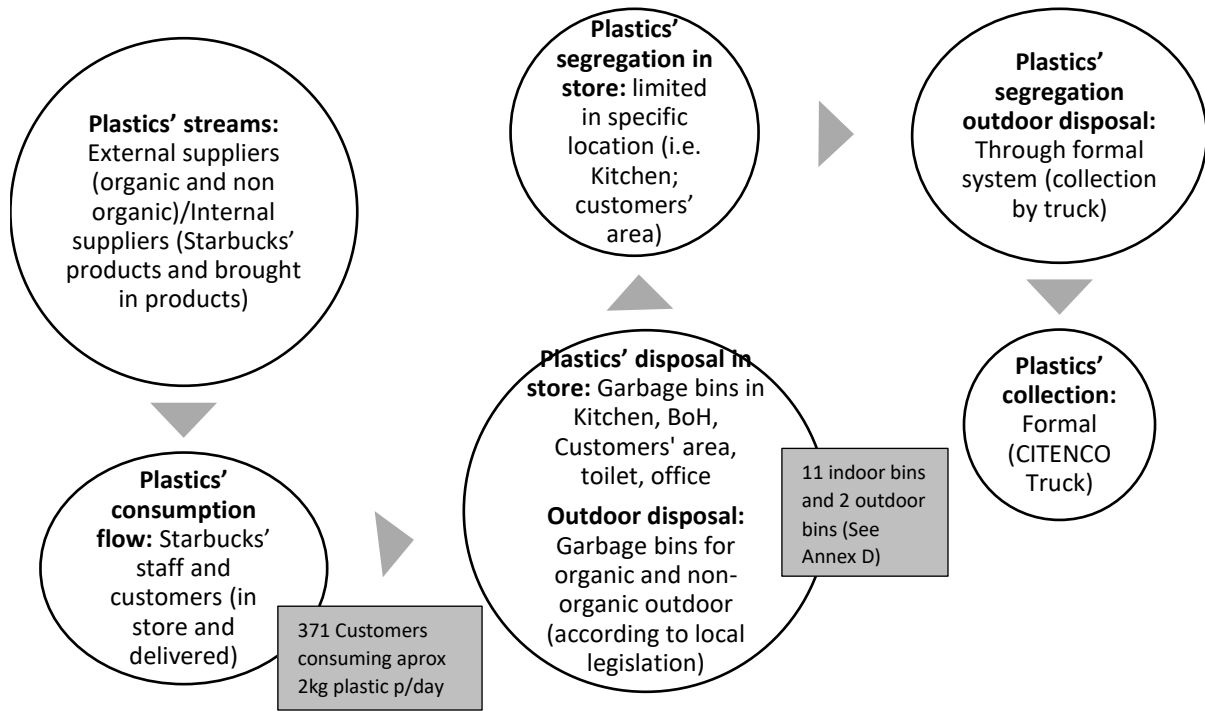 Plastics’ streams:
External suppliers
(organic and non
organic)/Internal
suppliers (Starbucks’
products and brought
in products)
Plastics’
consumption
flow: Starbucks’
staff and
customers (in
store and
delivered)
371 Customers
consuming aprox
2kg plastic p/day
Plastics’ disposal in
store: Garbage bins in
Kitchen, BoH,
Customers' area,
toilet, office
Outdoor disposal:
Garbage bins for
organic and non-
organic outdoor
(according to local
legislation)
11 indoor bins
and 2 outdoor
bins (See
Annex D)
Plastics’
segregation in
store: limited
in specific
location (i.e.
Kitchen;
customers’
area)
Plastics’
segregation
outdoor disposal:
Through formal
system (collection
by truck)
Plastics’
collection:
Formal
(CITENCO
Truck)